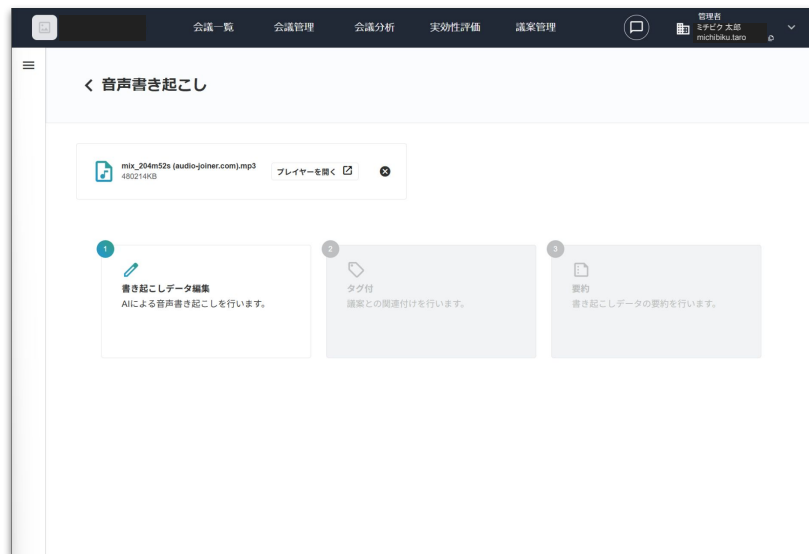 会議一覧
会議管理
会議分析
実効性評価
議案管理
管理者
ミチビク 太郎
michibiku.taro
音声書き起こし
mix_204m52s (audio-joiner.com).mp3
480214KB
プレイヤーを開く
1
書き起こしデータ編集
AIによる音声書き起こしを行います。
2
タグ付
議案との関連付けを行います。
3
要約
書き起こしデータの要約を行います。